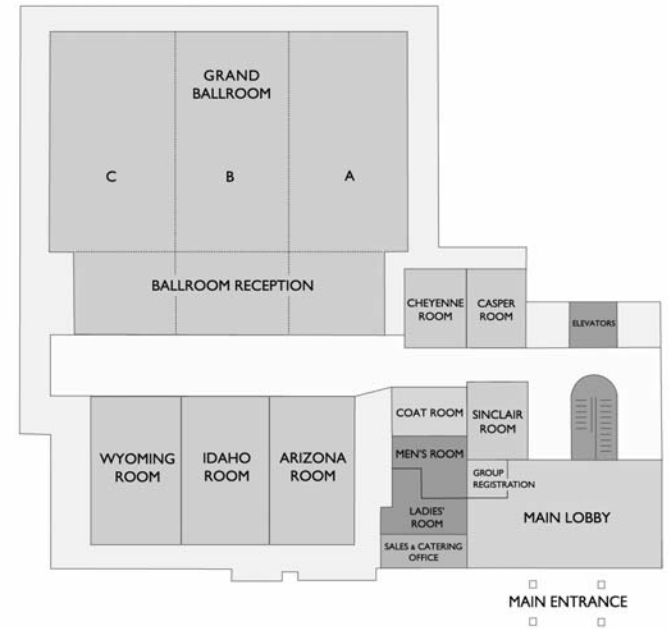 GRAND
BALLROOM
C
B
A
BALLROOM RECEPTION
CHEYENNE
ROOM
CASPER
ROOM
ELEVATORS
COAT ROOM
SINCLAIR
ROOM
MEN'S ROOM
WYOMING
ROOM
IDAHO
ROOM
ARIZONA
ROOM
GROUP
REGISTRATION
LADIES'
ROOM
MAIN LOBBY
SALES & CATERING
OFFICE
MAIN ENTRANCE